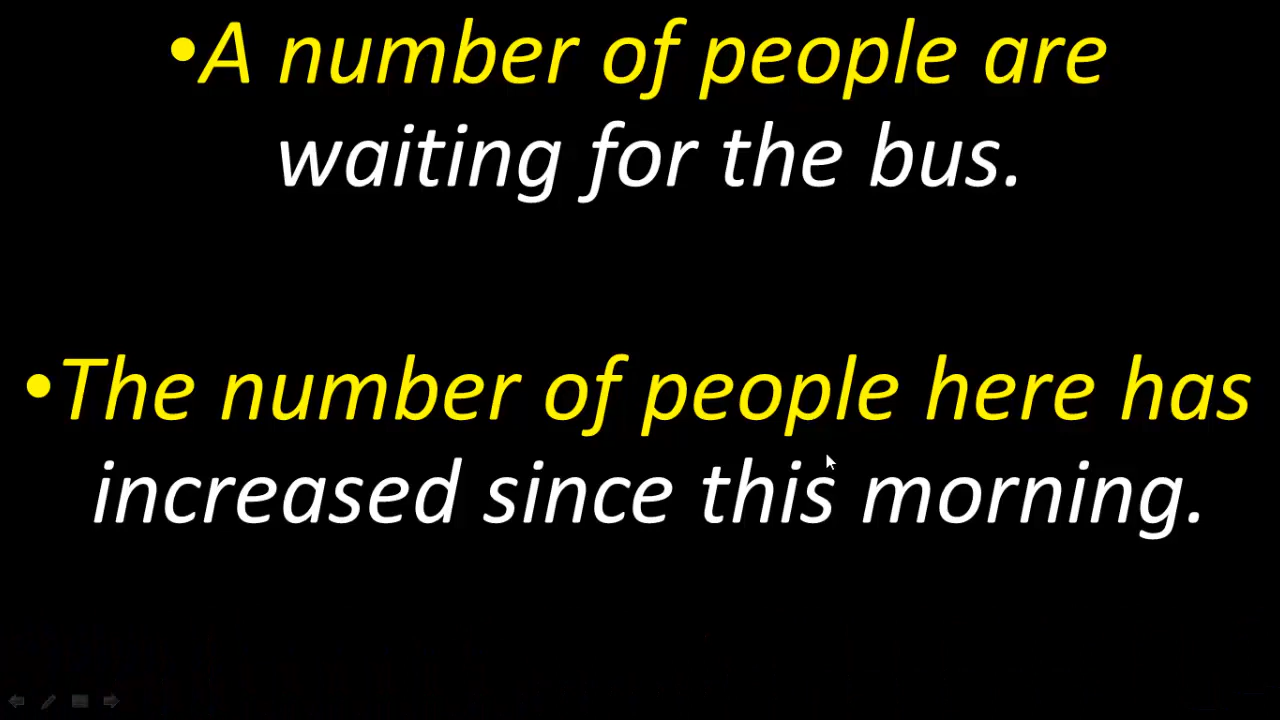 •A number of people are
waiting for the bus.
•The number of people here has
increased since this morning.